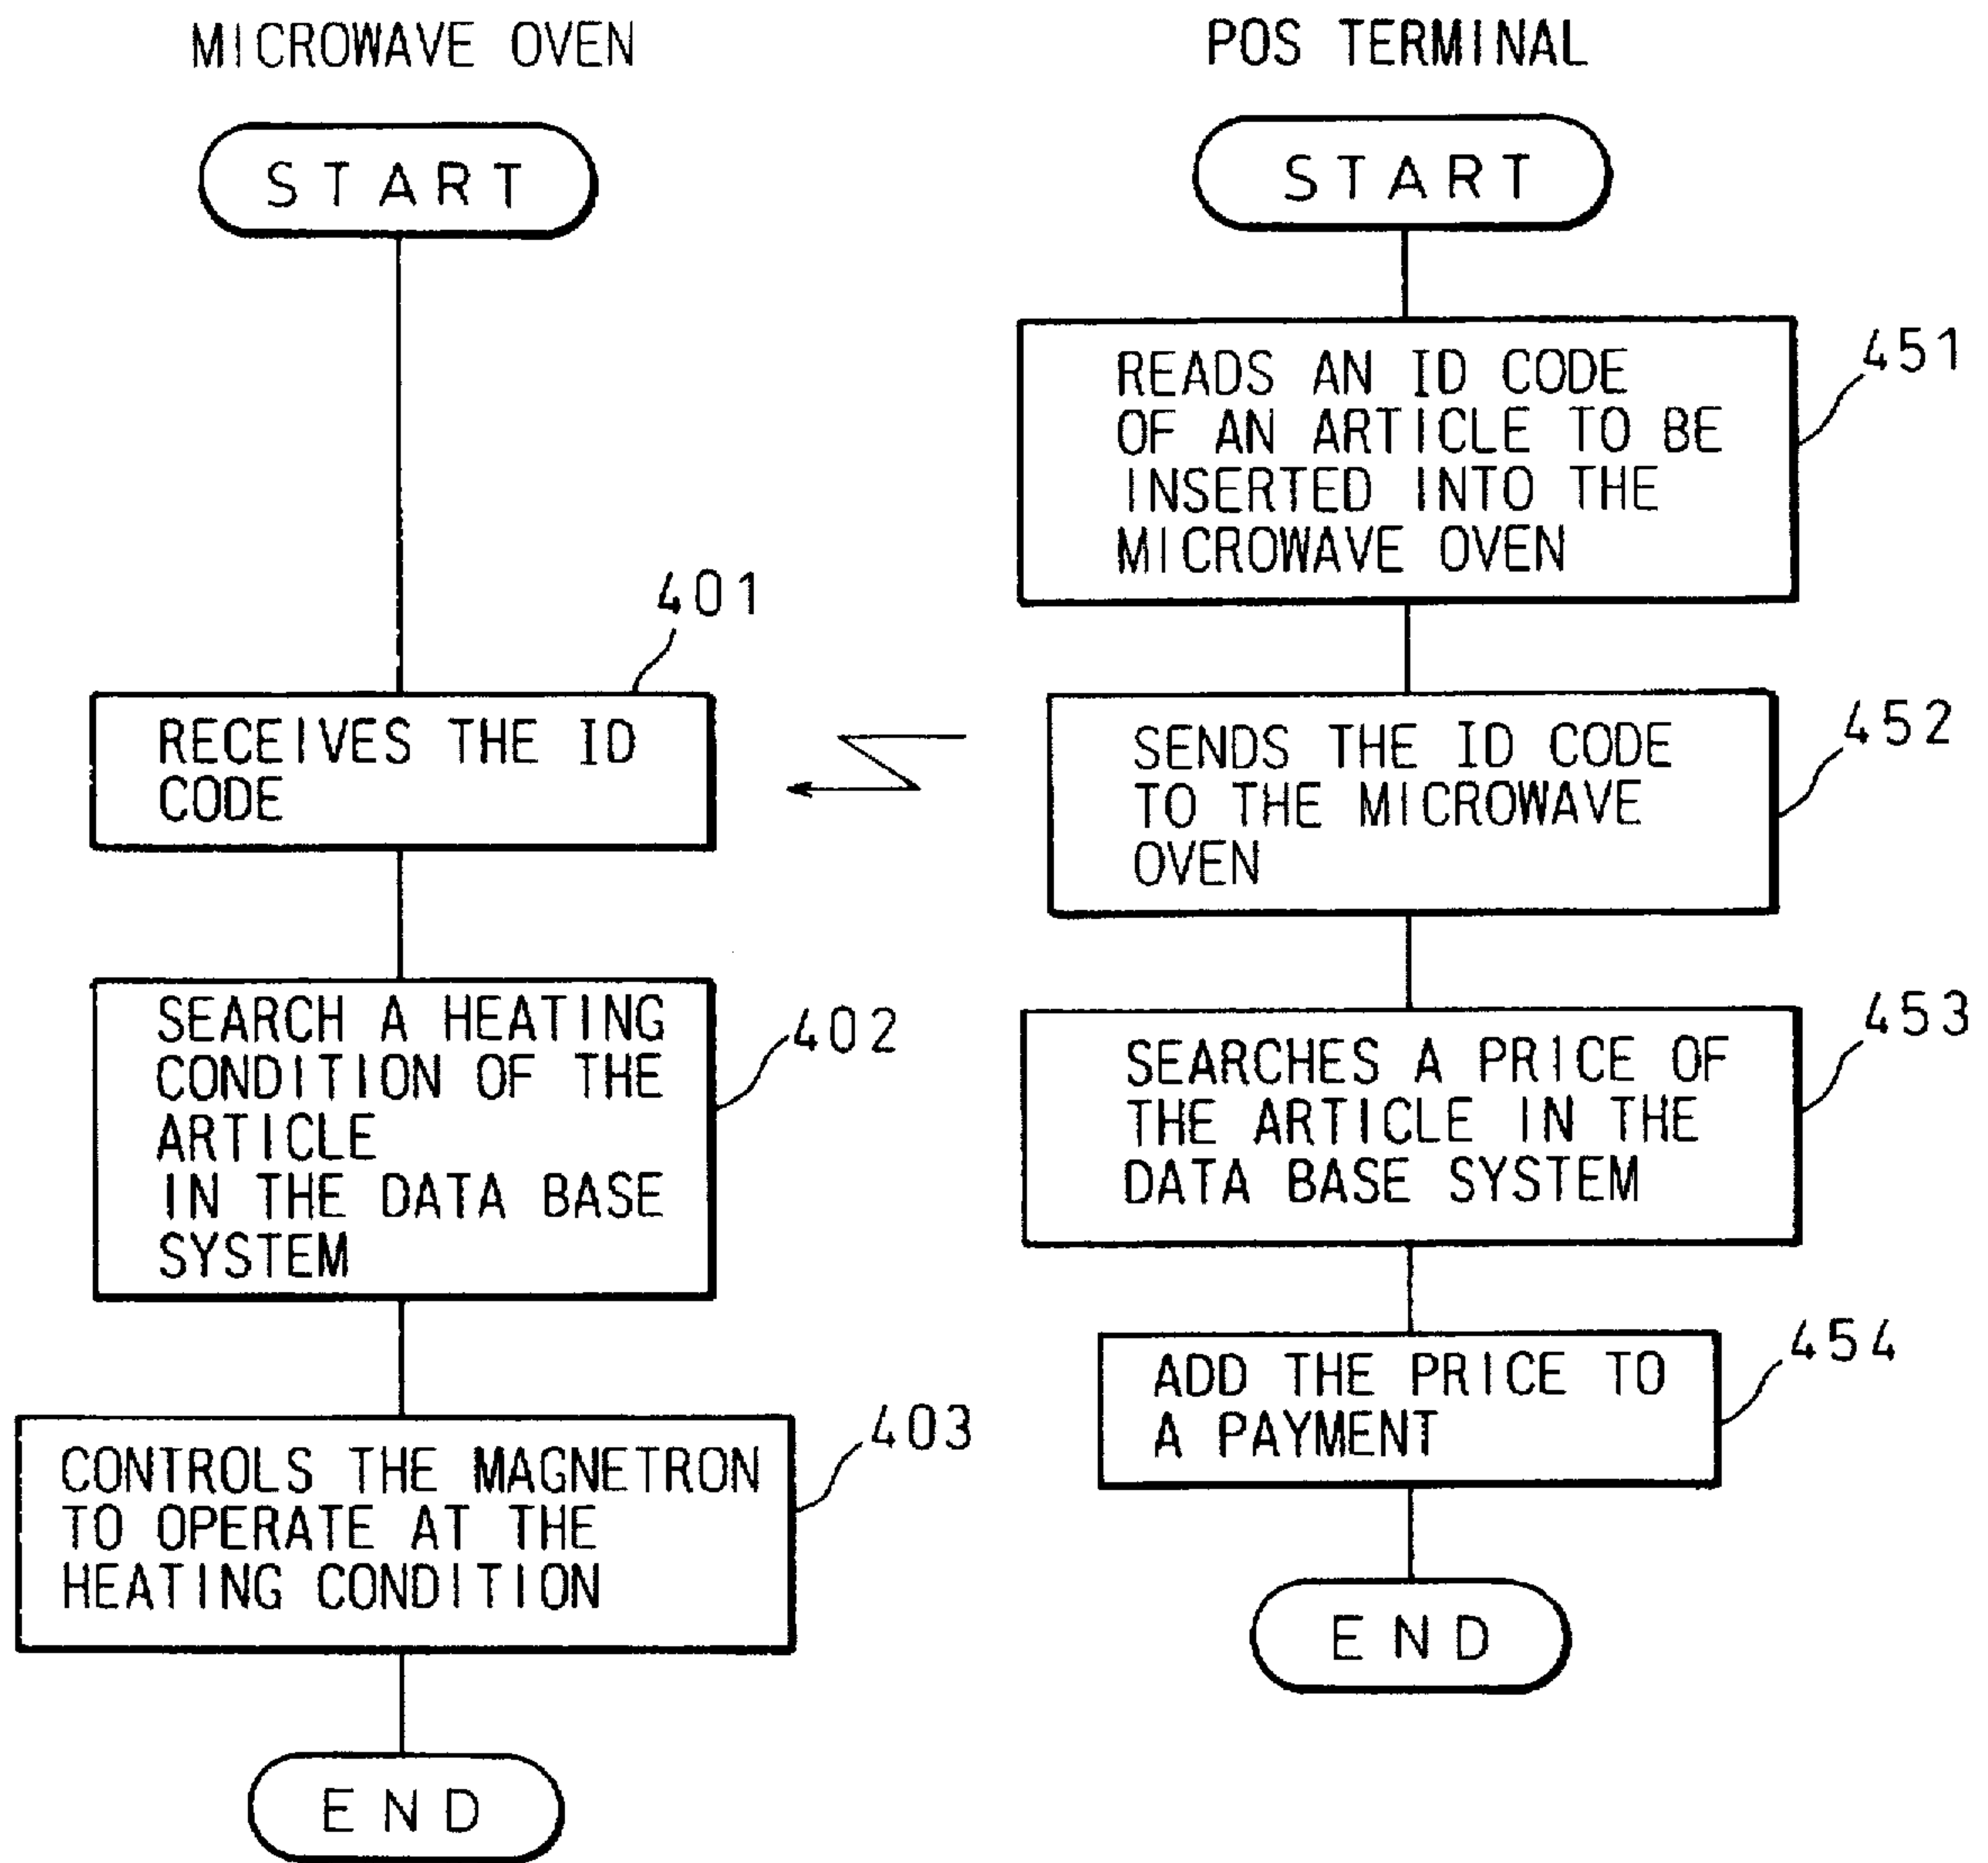 MICROWAVE OVEN
START
401
RECEIVES THE ID
CODE
SEARCH A HEATING
CONDITION OF THE
ARTICLE
IN THE DATA BASE
SYSTEM
402
CONTROLS THE MAGNETRON
TO OPERATE AT THE
HEATING CONDITION
403
END
POS TERMINAL
START
READS AN ID CODE
OF AN ARTICLE TO BE
INSERTED INTO THE
MICROWAVE OVEN
451
SENDS THE ID CODE
TO THE MICROWAVE
OVEN
452
SEARCHES A PRICE OF
THE ARTICLE IN THE
DATA BASE SYSTEM
453
ADD THE PRICE TO
A PAYMENT
454
END